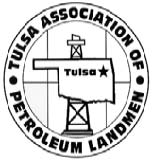 TULSA ASSOCIATION OF
Tulsa
PETROLEUM LANDMEN